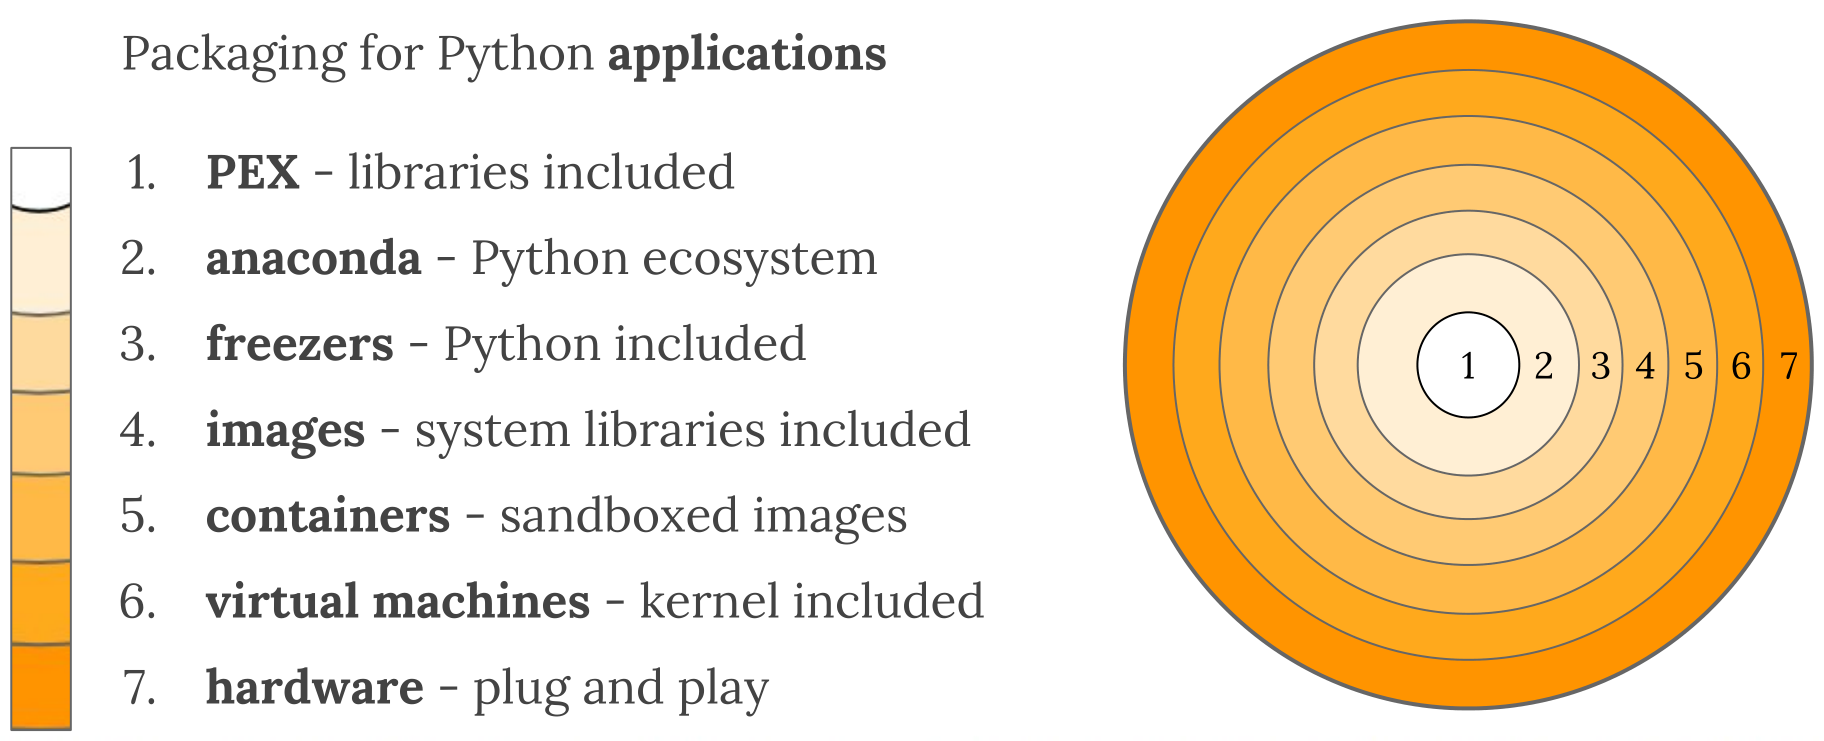 Packaging for Python applications
1. PEX - libraries included
2. anaconda - Python ecosystem
3. freezers - Python included
4. images - system libraries included
5. containers - sandboxed images
6. virtual machines - kernel included
7. hardware - plug and play
1 2 3 4 5 6 7